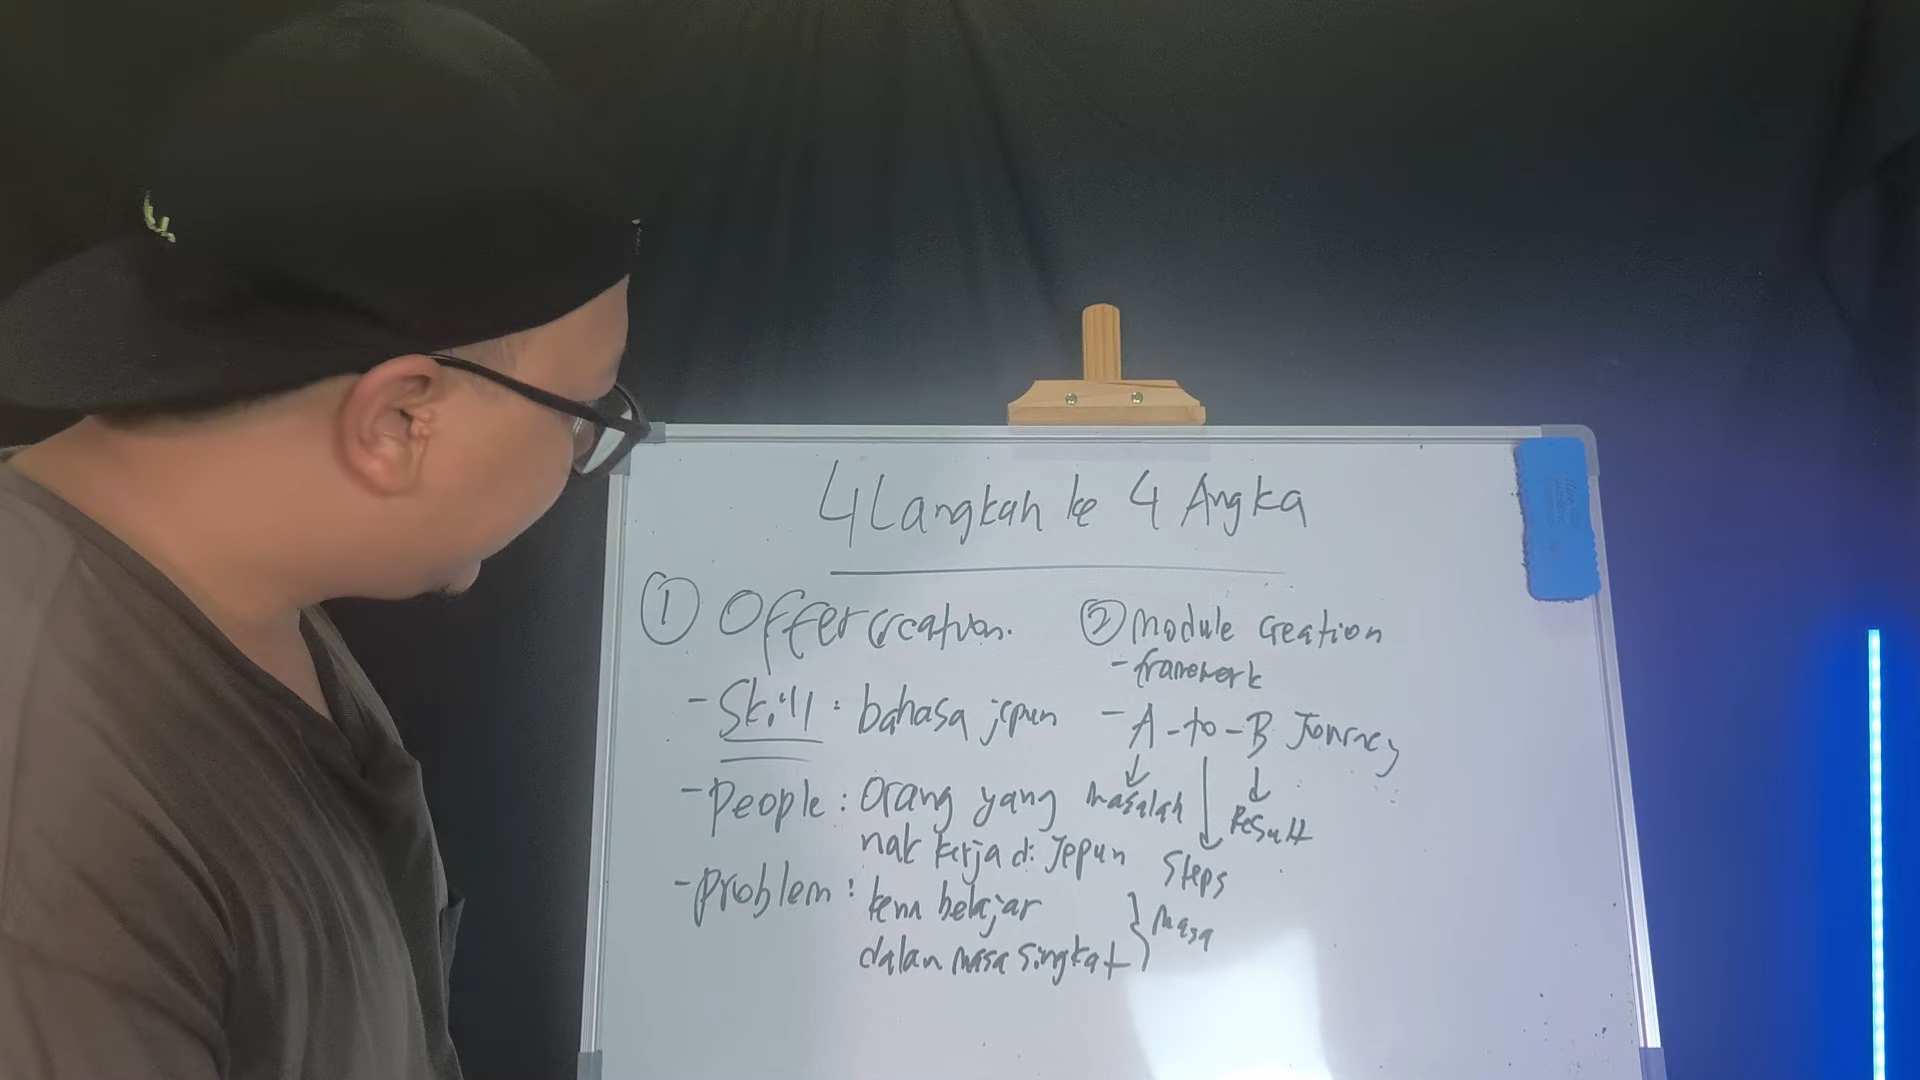 4 Langkah ke 4 Angka
① Offer creation.
- Skill : bahasa jepun
- People : Orang yang
nak kerja di Jepun
- Problem : kena belajar
dalam masa singkat } masa
② Module creation
- framework
- A - to - B Journey
masalah
Result
Steps